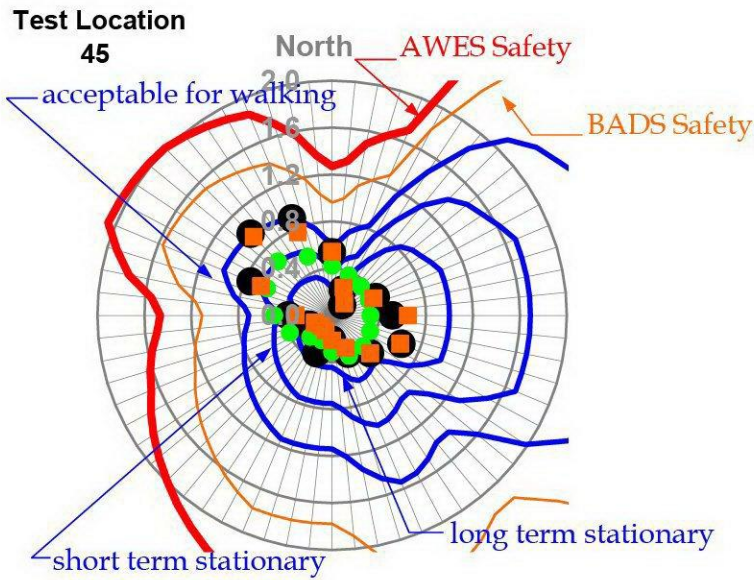 Test Location
45
North
AWES Safety
2.0
acceptable for walking
1.6
BADS Safety
1.2
0.8
0.4
0.0
long term stationary
short term stationary